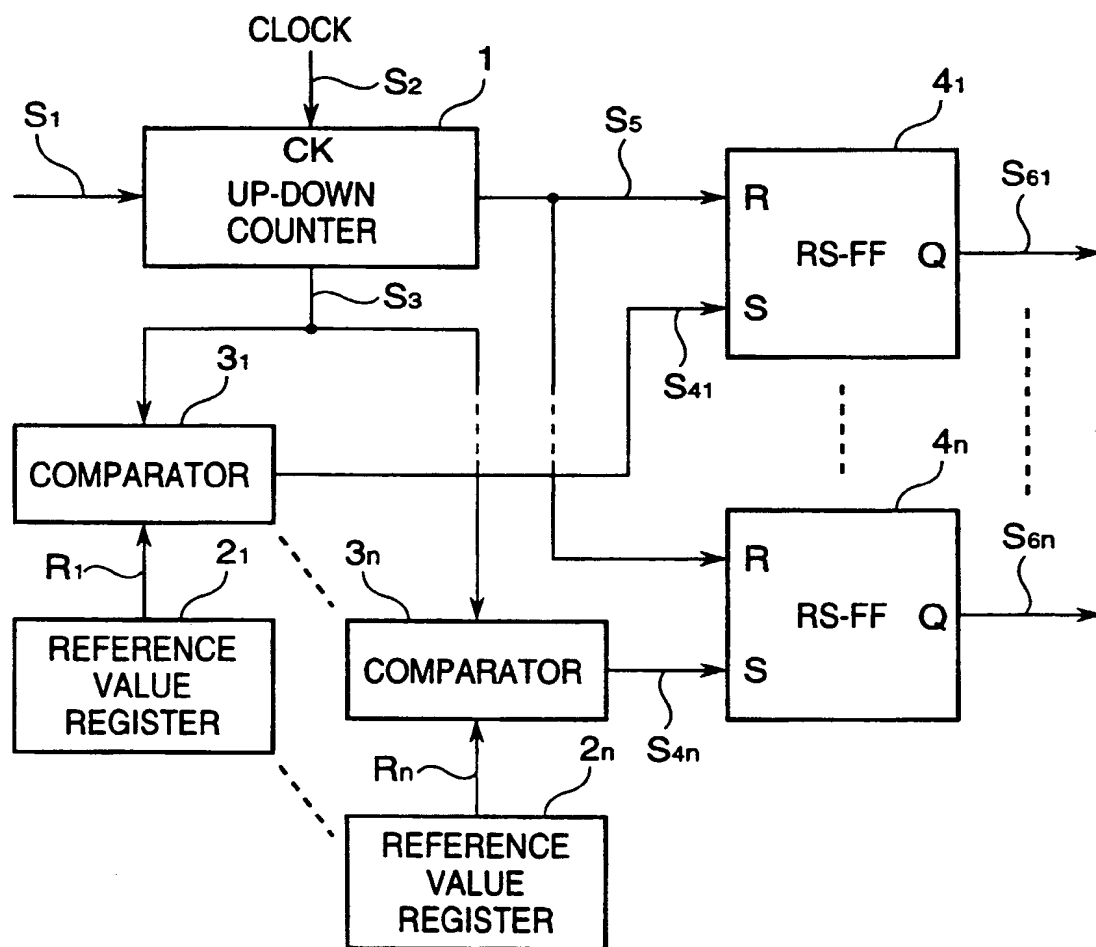 CLOCK
S2
1
S1
CK
UP-DOWN
COUNTER
S5
41
R
RS-FF
Q
S
S61
S3
S41
31
COMPARATOR
R1
21
REFERENCE
VALUE
REGISTER
3n
COMPARATOR
S4n
4n
R
RS-FF
Q
S
S6n
Rn
2n
REFERENCE
VALUE
REGISTER